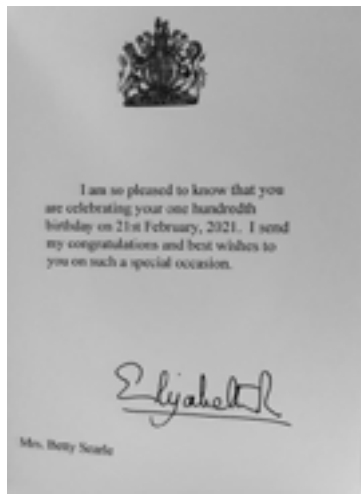 I am so pleased to know that you
are celebrating your one hundredth
birthday on 21st February, 2021.  I send
my congratulations and best wishes to
you on such a special occasion.
Elizabeth R
Mrs. Betty Searle